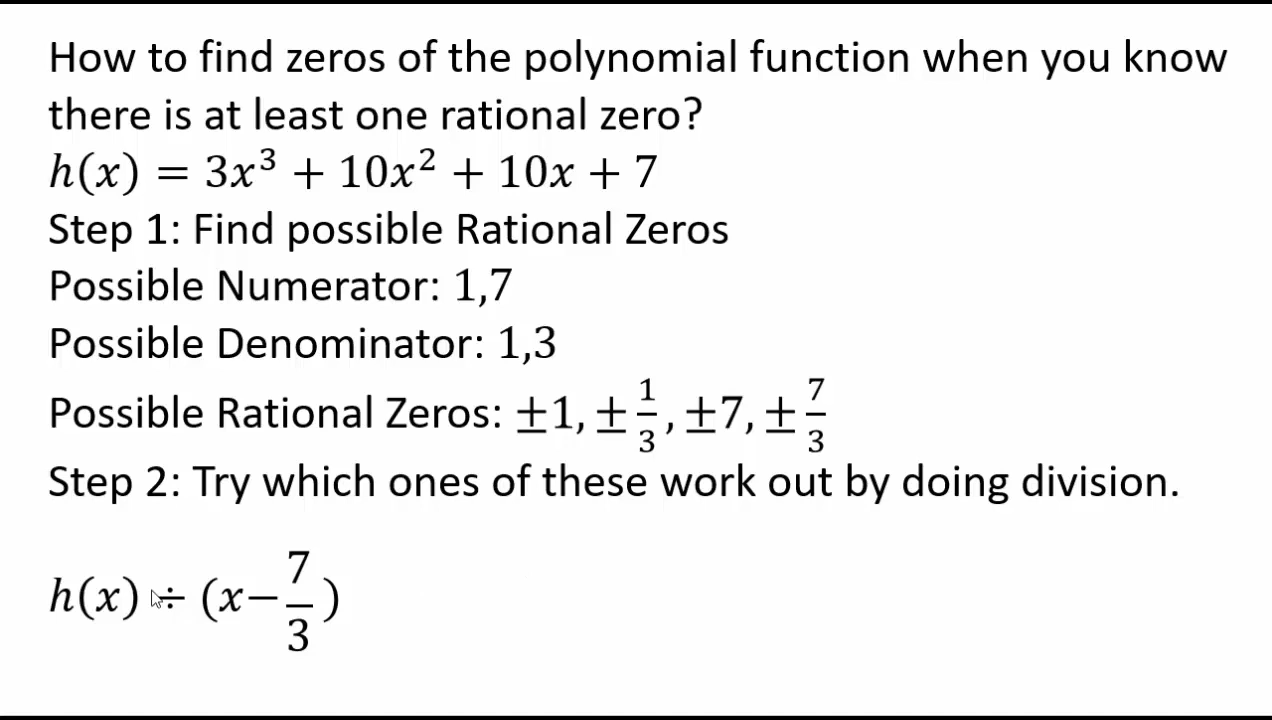 How to find zeros of the polynomial function when you know
there is at least one rational zero?
h(x) = 3x³ + 10x² + 10x + 7
Step 1: Find possible Rational Zeros
Possible Numerator: 1,7
Possible Denominator: 1,3
Possible Rational Zeros: ±1, ±1/3, ±7, ±7/3
Step 2: Try which ones of these work out by doing division.
h(x) ÷ (x−7/3)